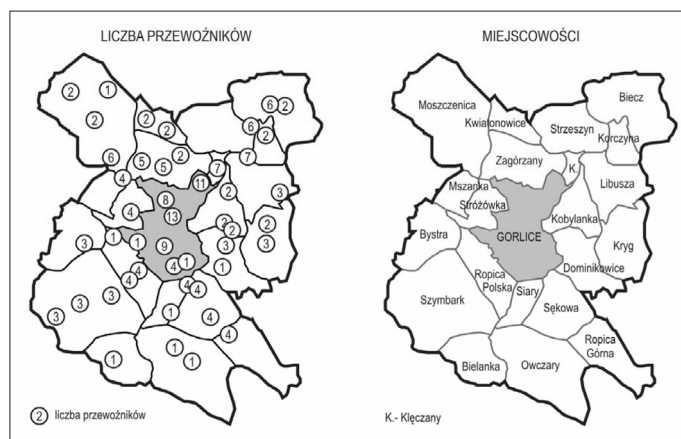 LICZBA PRZEWOŹNIKÓW
2
1
2
2
2
6
2
6
2
7
6
5
5
2
7
11
4
4
8
13
2
3
2
2
3
2
3
3
1
1
9
4
1
1
4
4
3
3
3
4
4
1
4
4
1
1
1
2 liczba przewoźników
MIEJSCOWOŚCI
Moszczenica
Kwiatonowice
Biecz
Strzeszyn
Korczyna
Zagórzany
K.
Mszanka
Libusza
Stróżówka
Kobylanka
Bystra
GORLICE
Kryg
Dominikowice
Ropica
Polska
Szymbark
Siary
Sękowa
Ropica
Górna
Bielanka
Owczary
K.- Klęczany